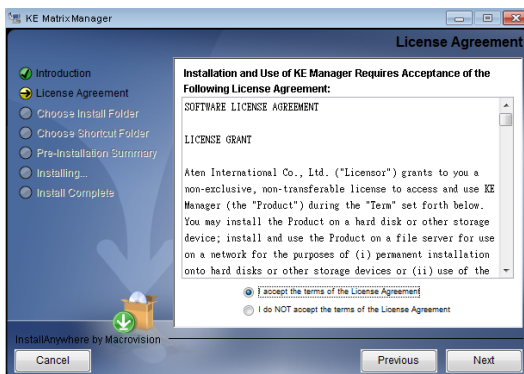 KE MatrixManager
License Agreement
Introduction
License Agreement
Choose Install Folder
Choose Shortcut Folder
Pre-Installation Summary
Installing...
Install Complete
Installation and Use of KE Manager Requires Acceptance of the
Following License Agreement:
SOFTWARE LICENSE AGREEMENT
LICENSE GRANT
Aten International Co., Ltd. ("Licensor") grants to you a
non-exclusive, non-transferable license to access and use KE
Manager (the "Product") during the "Term" set forth below.
You may install the Product on a hard disk or other storage
device; install and use the Product on a file server for use
on a network for the purposes of (i) permanent installation
onto hard disks or other storage devices or (ii) use of the
I accept the terms of the License Agreement
I do NOT accept the terms of the License Agreement
InstallAnywhere by Macrovision
Cancel
Previous
Next